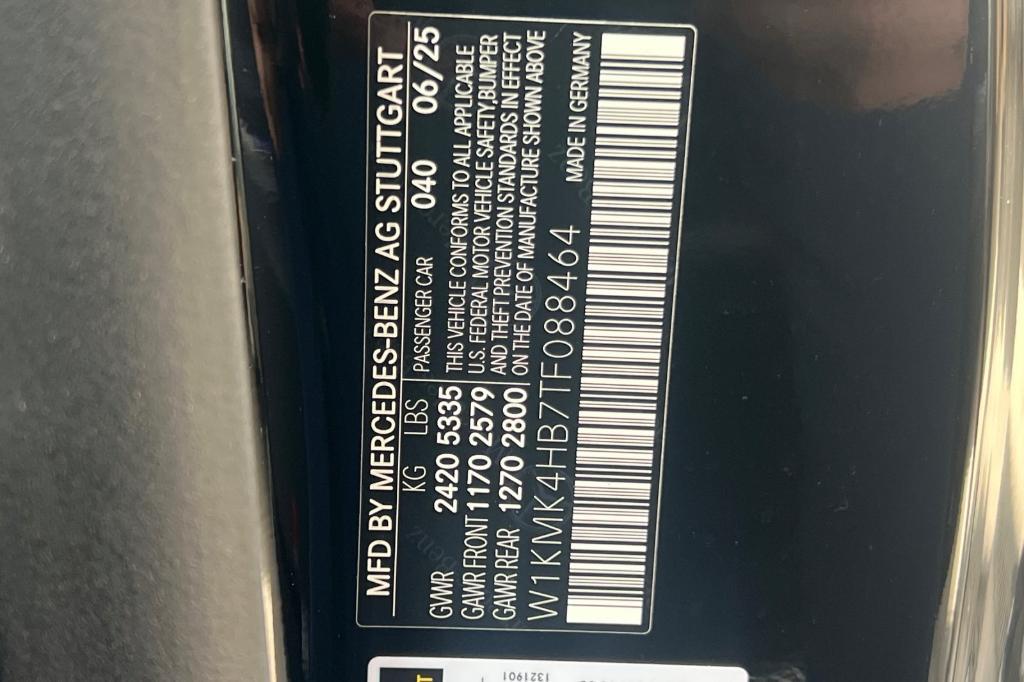 MFD BY MERCEDES-BENZ AG STUTTGART
KG LBS PASSENGER CAR 040 06/25
GVWR 2420 5335 THIS VEHICLE CONFORMS TO ALL APPLICABLE
GAWR FRONT 1170 2579 U.S. FEDERAL MOTOR VEHICLE SAFETY,BUMPER
GAWR REAR 1270 2800 AND THEFT PREVENTION STANDARDS IN EFFECT
ON THE DATE OF MANUFACTURE SHOWN ABOVE
W1KMK4HB7TF088464 MADE IN GERMANY
1321901